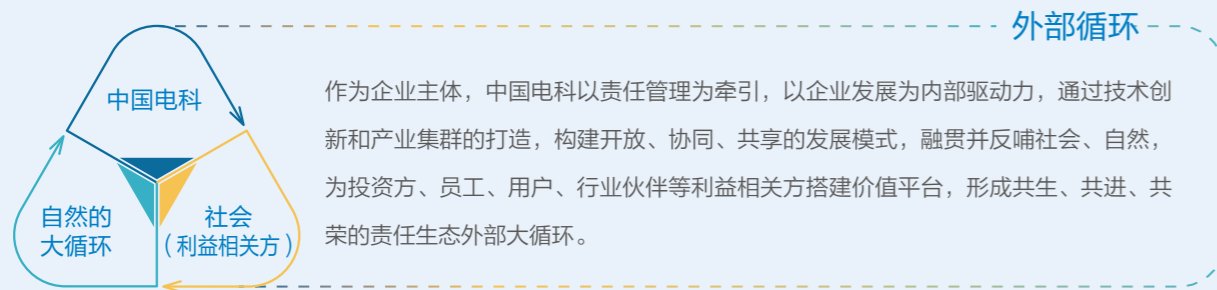 外部循环
中国电科
自然的
大循环
社会
（利益相关方）
作为企业主体，中国电科以责任管理为牵引，以企业发展为内部驱动力，通过技术创
新和产业集群的打造，构建开放、协同、共享的发展模式，融贯并反哺社会、自然，
为投资方、员工、用户、行业伙伴等利益相关方搭建价值平台，形成共生、共进、共
荣的责任生态外部大循环。